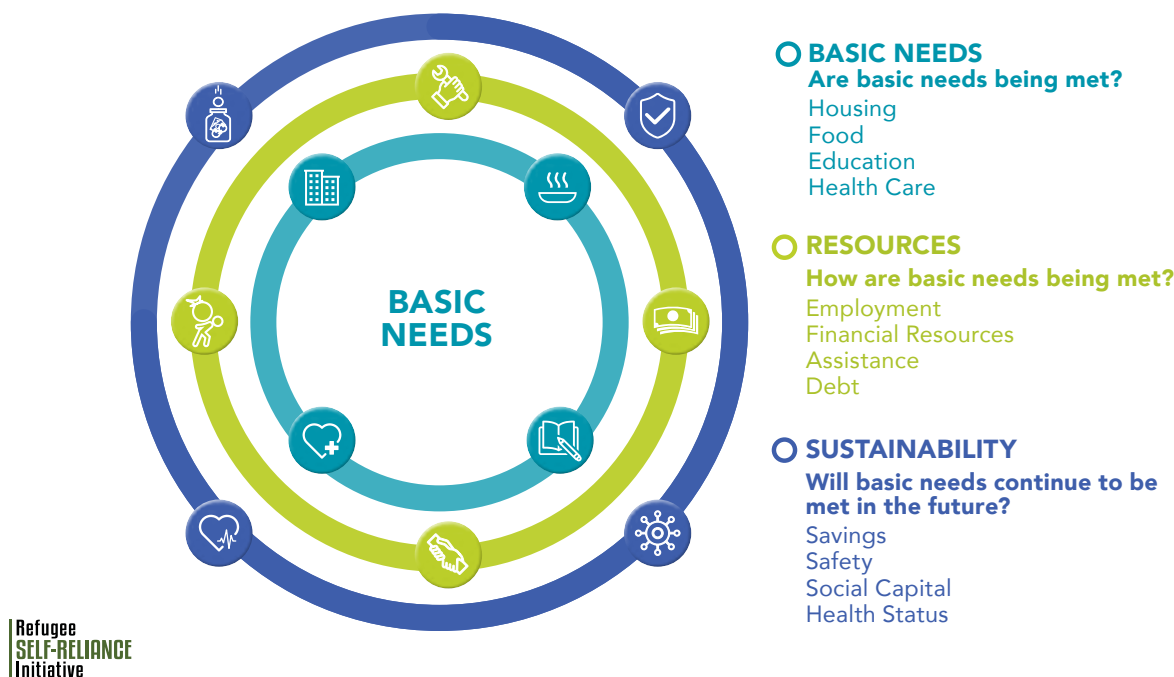 BASIC
NEEDS
BASIC NEEDS
Are basic needs being met?
Housing
Food
Education
Health Care
RESOURCES
How are basic needs being met?
Employment
Financial Resources
Assistance
Debt
SUSTAINABILITY
Will basic needs continue to be
met in the future?
Savings
Safety
Social Capital
Health Status
Refugee
SELF-RELIANCE
Initiative